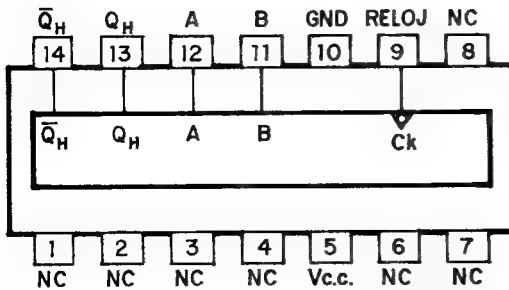 Q̅H QH A B GND RELOJ NC
14 13 12 11 10 9 8
Q̅H QH A B Ck
1 2 3 4 5 6 7
NC NC NC NC Vc.c. NC NC